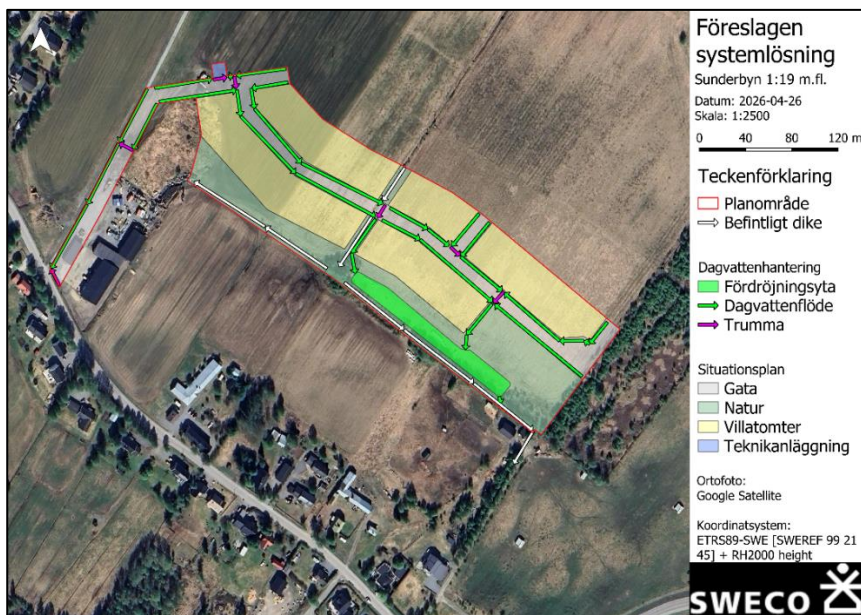 Föreslagen
systemlösning
Sunderbyn 1:19 m.fl.
Datum: 2026-04-26
Skala: 1:2500
0 40 80 120 m
Teckenförklaring
Planområde
Befintligt dike
Dagvattenhantering
Fördröjningsyta
Dagvattenflöde
Trumma
Situationsplan
Gata
Natur
Villatomter
Teknikanläggning
Ortofoto:
Google Satellite
Koordinatsystem:
ETRS89-SWE [SWEREF 99 21
45] + RH2000 height
SWECO